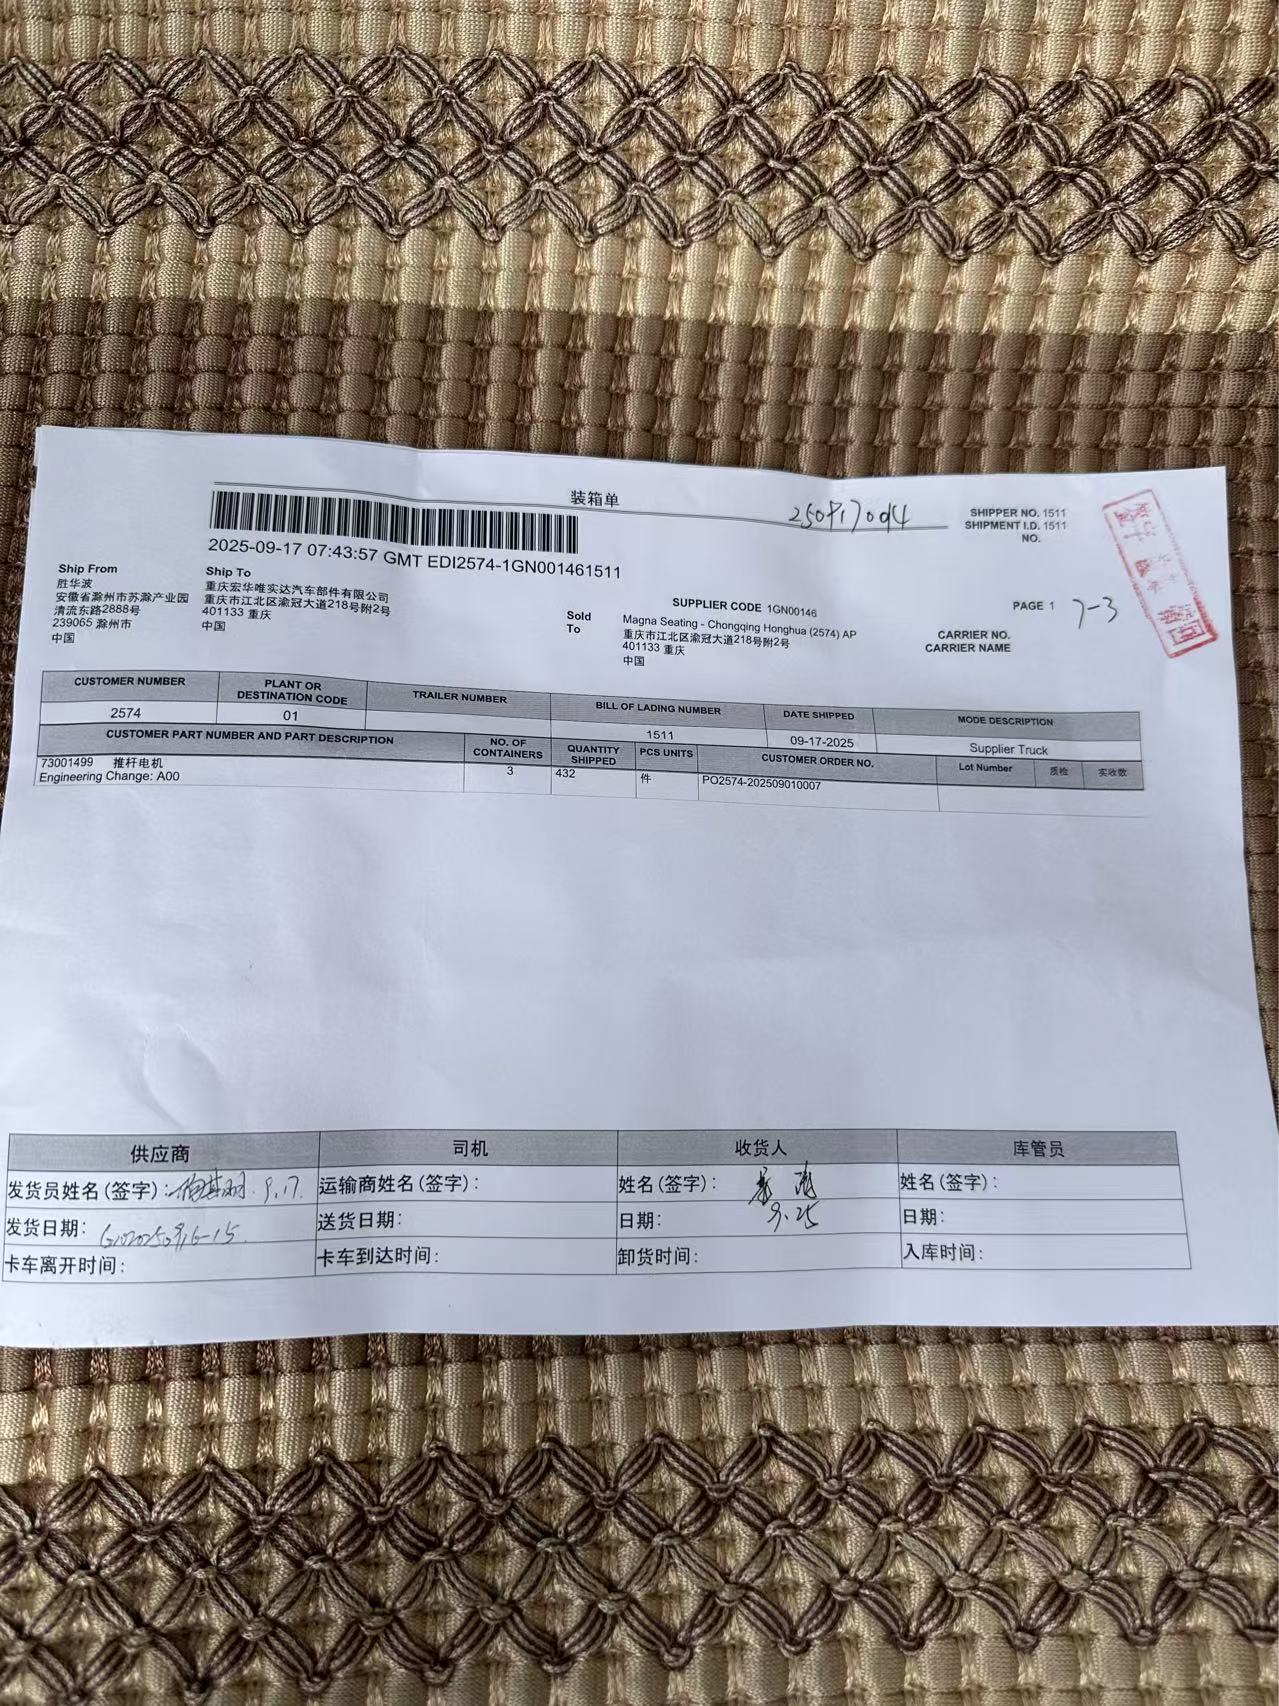 装箱单
SHIPPER NO. 1511
SHIPMENT I.D. 1511
NO.
2025-09-17 07:43:57 GMT EDI2574-1GN001461511
Ship From
胜华波
安徽省滁州市苏滁产业园
清流东路2888号
239065 滁州市
中国
Ship To
重庆宏华唯实达汽车部件有限公司
重庆市江北区渝冠大道218号附2号
401133 重庆
中国
Sold To
SUPPLIER CODE 1GN00146
Magna Seating - Chongqing Honghua (2574) AP
重庆市江北区渝冠大道218号附2号
401133 重庆
中国
PAGE 1
7-3
CARRIER NO.
CARRIER NAME
CUSTOMER NUMBER PLANT OR DESTINATION CODE TRAILER NUMBER BILL OF LADING NUMBER DATE SHIPPED MODE DESCRIPTION
2574 01 1511 09-17-2025 Supplier Truck
CUSTOMER PART NUMBER AND PART DESCRIPTION NO. OF CONTAINERS QUANTITY SHIPPED PCS UNITS CUSTOMER ORDER NO. Lot Number 质检 实收数
73001499 推杆电机 3 432 件 PO2574-202509010007
Engineering Change: A00
供应商 司机 收货人 库管员
发货员姓名(签字): 9.17 运输商姓名(签字): 姓名(签字): 姓名(签字):
发货日期: 送货日期: 日期: 9.25 日期:
卡车离开时间: 卡车到达时间: 卸货时间: 入库时间: